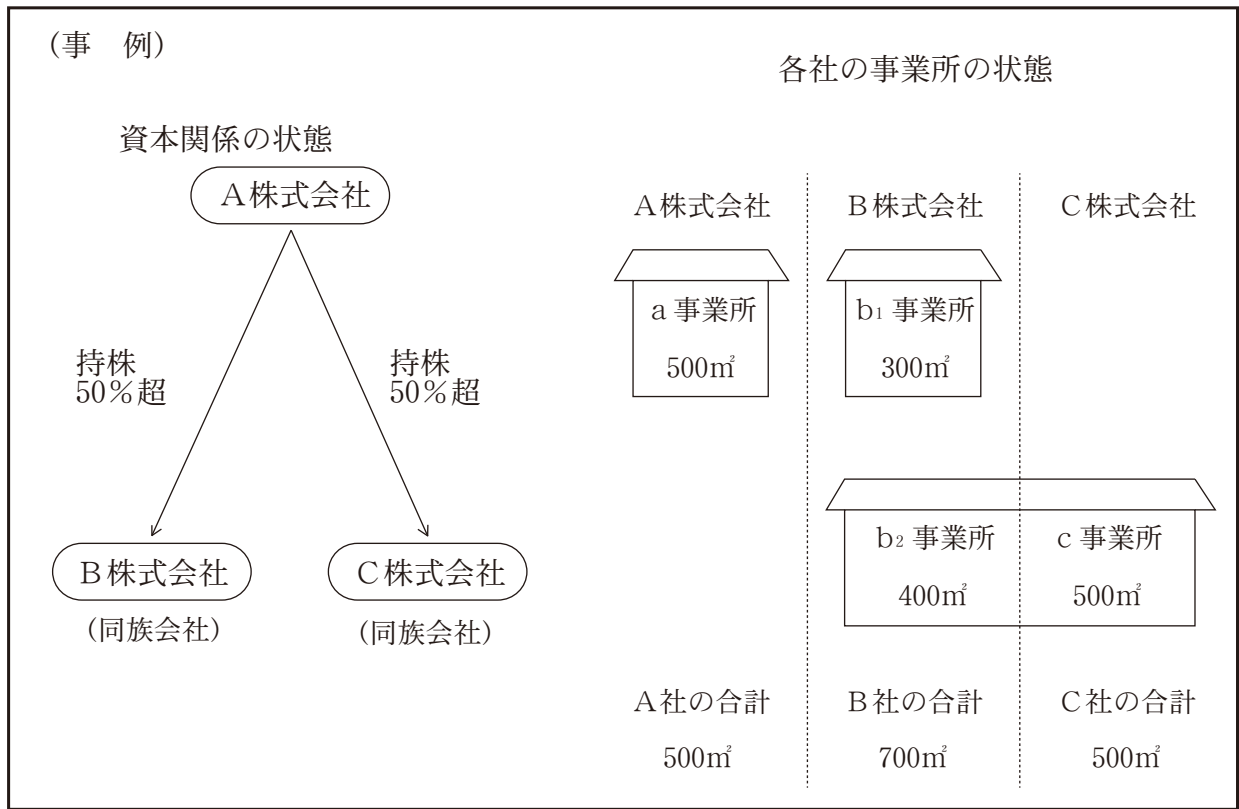 （事　例）
各社の事業所の状態
資本関係の状態
Ａ株式会社
持株
50％超
持株
50％超
Ｂ株式会社
（同族会社）
Ｃ株式会社
（同族会社）
Ａ株式会社
Ｂ株式会社
Ｃ株式会社
ａ事業所
500㎡
ｂ₁ 事業所
300㎡
ｂ₂ 事業所
400㎡
ｃ事業所
500㎡
Ａ社の合計
500㎡
Ｂ社の合計
700㎡
Ｃ社の合計
500㎡